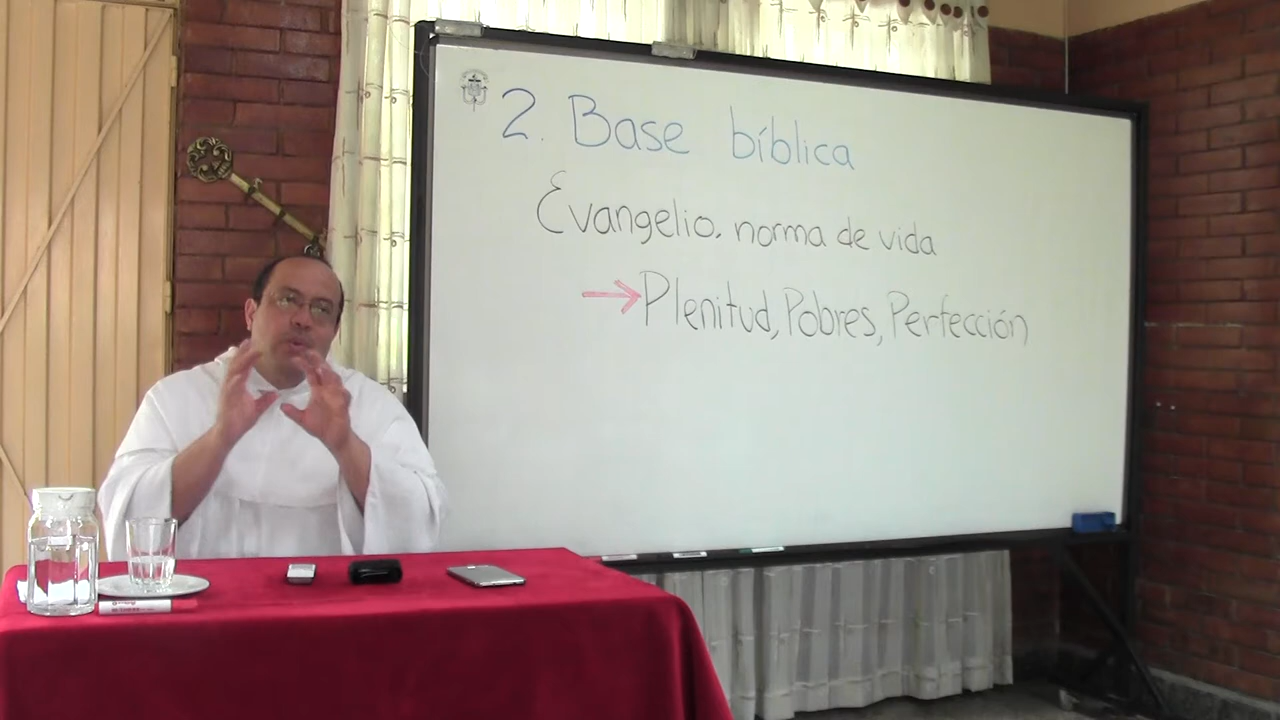 2. Base bíblica
Evangelio, norma de vida
→ Plenitud, Pobres, Perfección